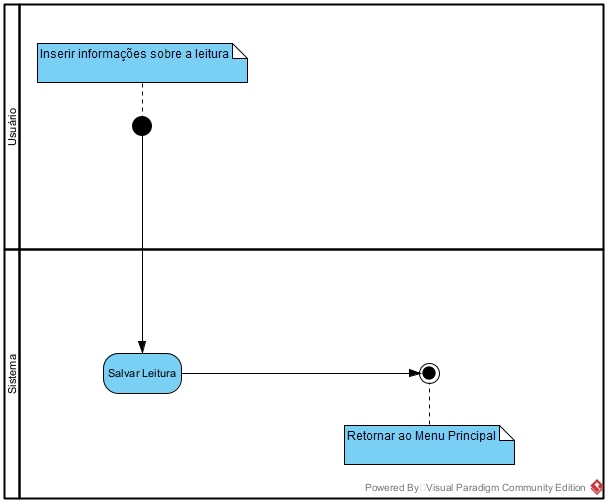 Usuário
Inserir informações sobre a leitura
Sistema
Salvar Leitura
Retornar ao Menu Principal
Powered By Visual Paradigm Community Edition